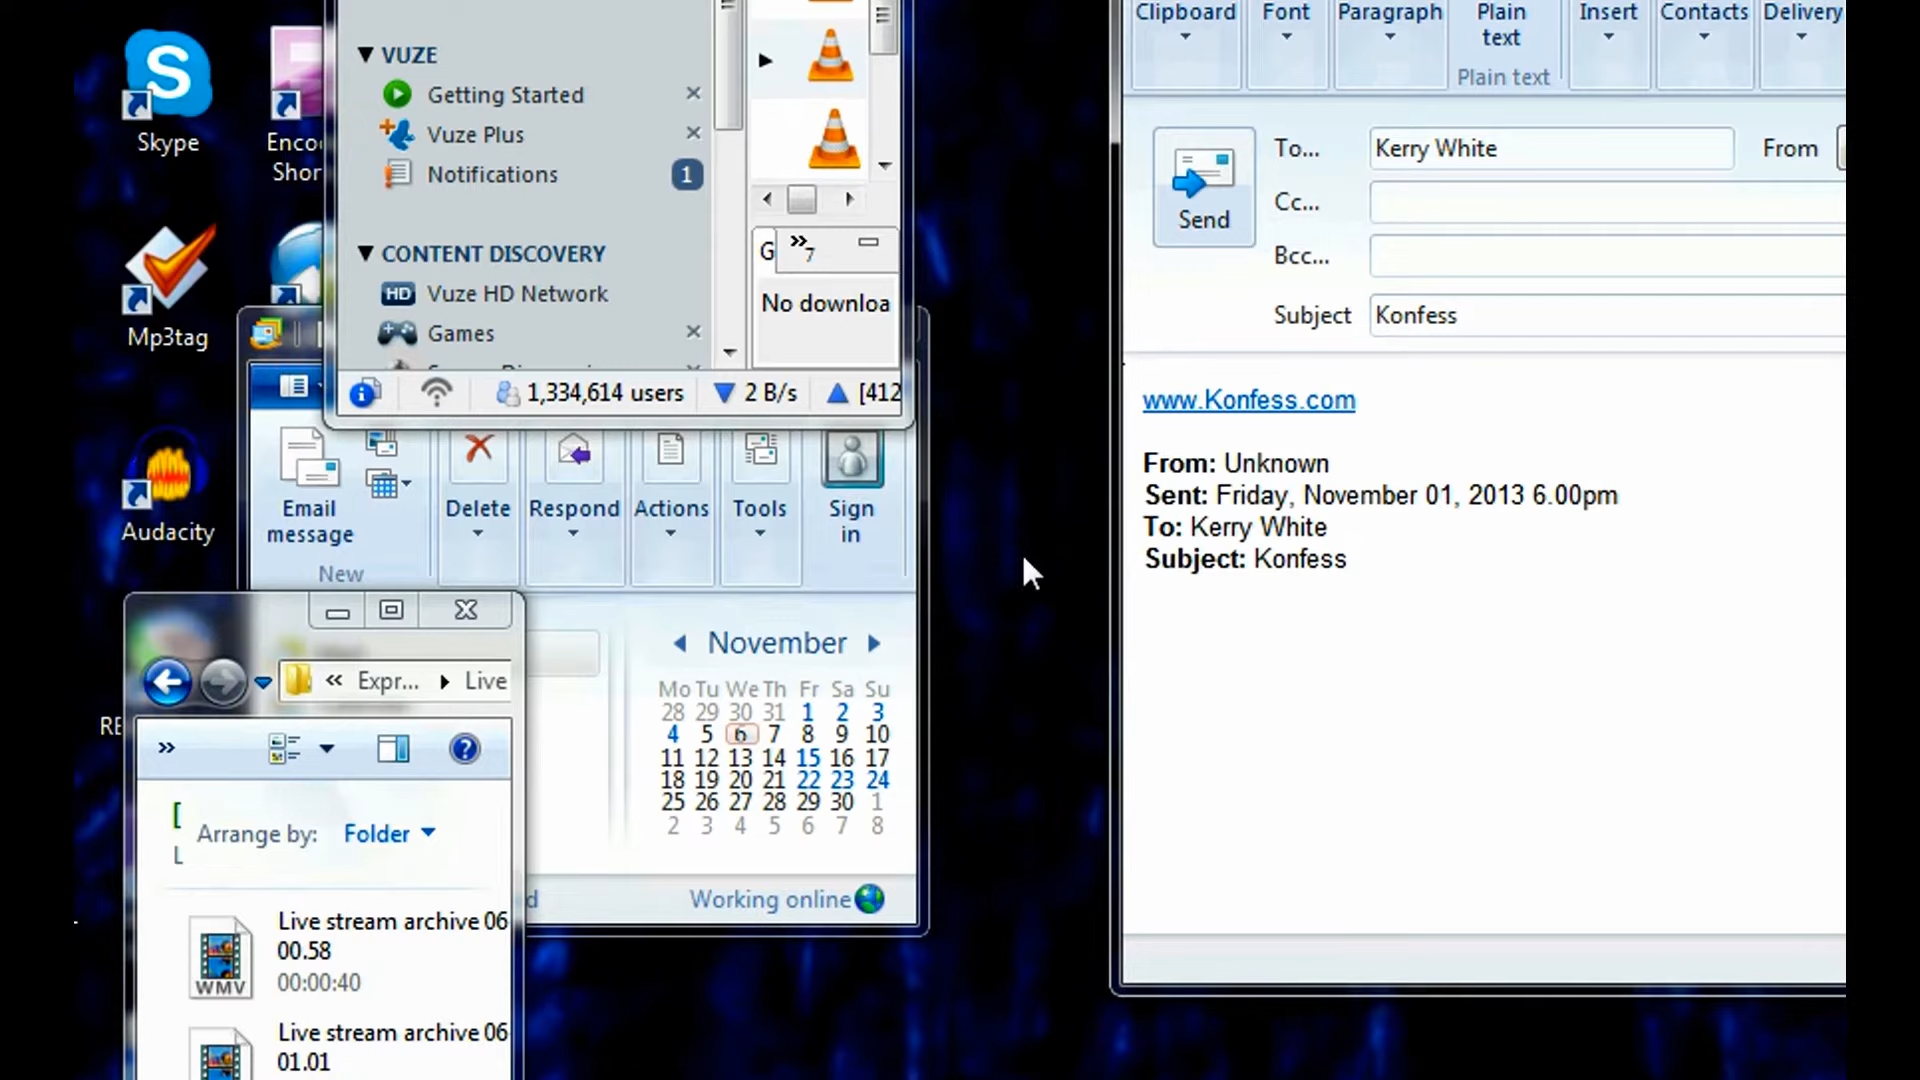 Skype
Enco
Shor
Mp3tag
Audacity
RE
VUZE
Getting Started
Vuze Plus
Notifications 1
CONTENT DISCOVERY
HD Vuze HD Network
Games
G »7
No downloa
1,334,614 users 2 B/s [412
Email
message
New
Delete
Respond
Actions
Tools
Sign
in
November
Mo Tu We Th Fr Sa Su
28 29 30 31 1 2 3
4 5 6 7 8 9 10
11 12 13 14 15 16 17
18 19 20 21 22 23 24
25 26 27 28 29 30 1
2 3 4 5 6 7 8
d Working online
« Expr... Live
»
[
L
Arrange by: Folder
Live stream archive 06
00.58
00:00:40
WMV
Live stream archive 06
01.01
Clipboard
Font
Paragraph
Plain
text
Plain text
Insert
Contacts
Delivery
Send
To... Kerry White From
Cc...
Bcc...
Subject Konfess
www.Konfess.com
From: Unknown
Sent: Friday, November 01, 2013 6.00pm
To: Kerry White
Subject: Konfess